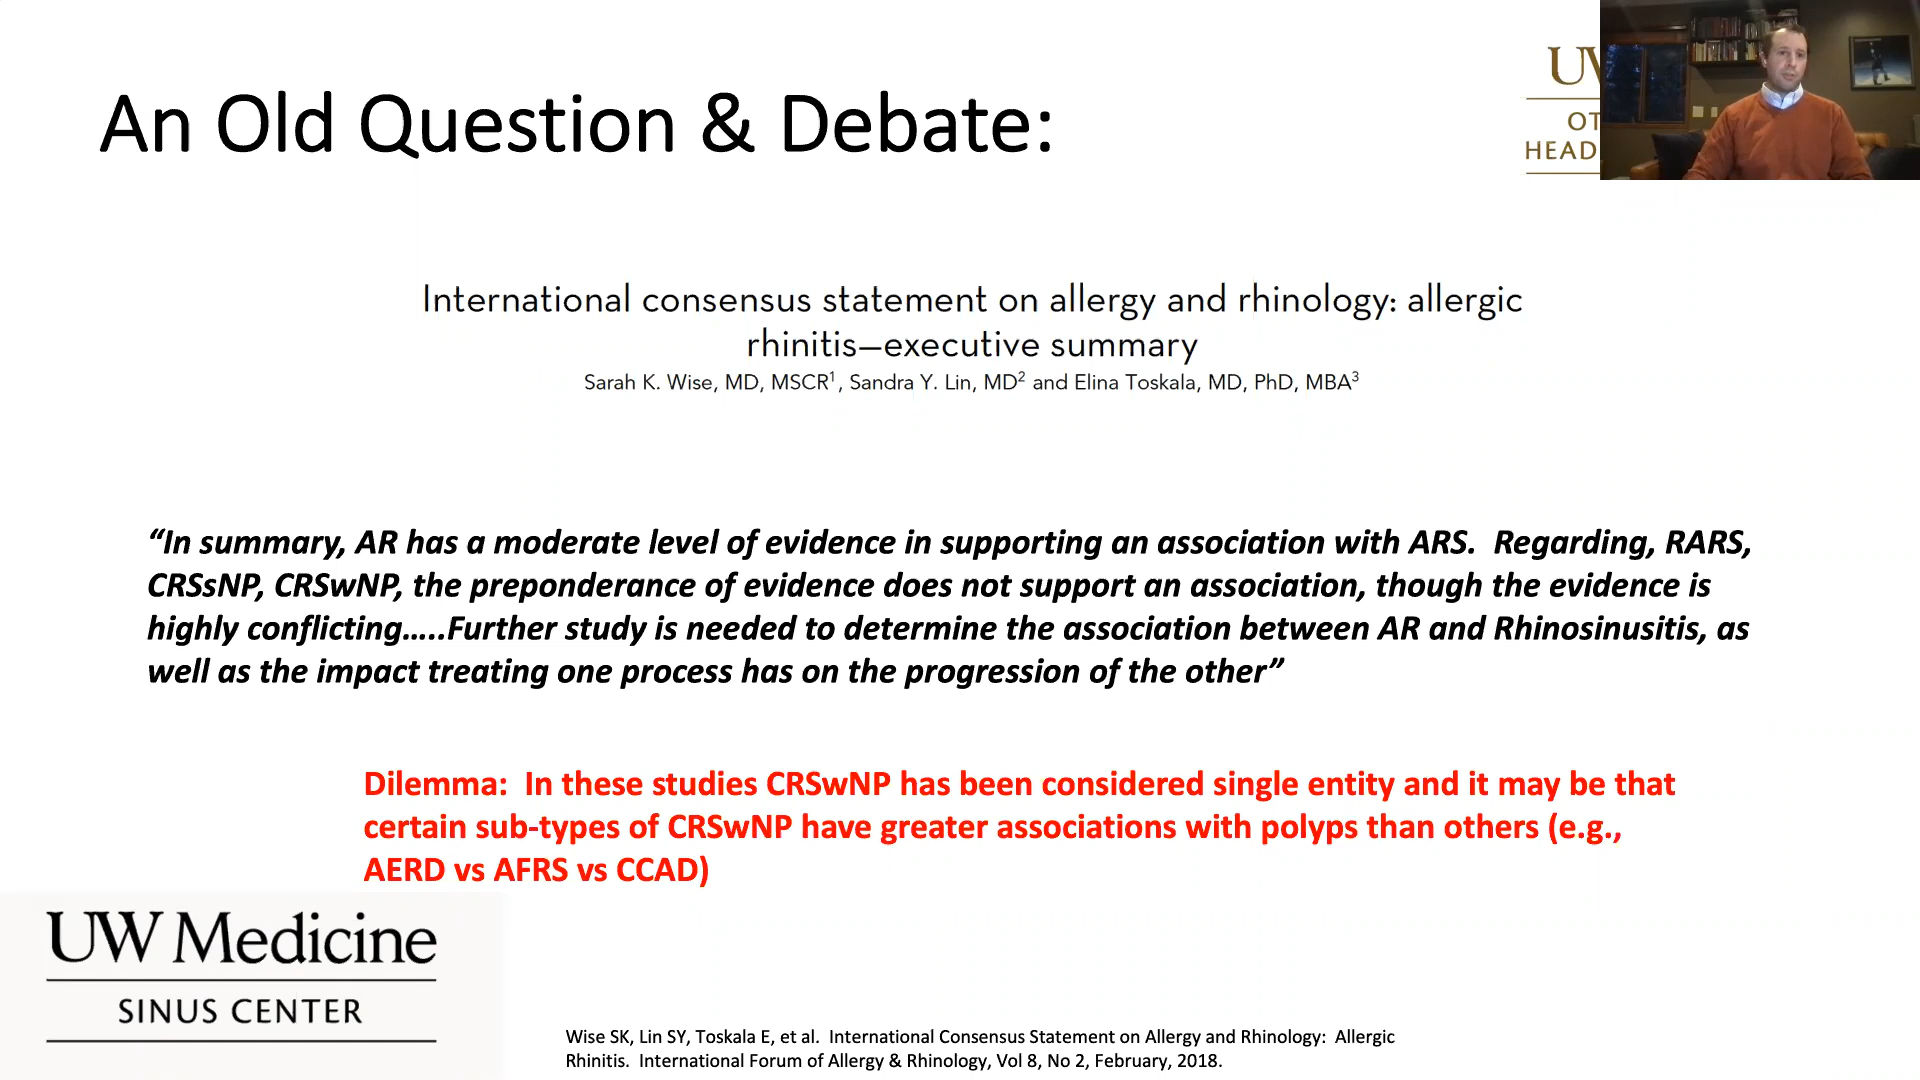 An Old Question & Debate:
OT
HEAD
International consensus statement on allergy and rhinology: allergic
rhinitis—executive summary
Sarah K. Wise, MD, MSCR1, Sandra Y. Lin, MD2 and Elina Toskala, MD, PhD, MBA3
“In summary, AR has a moderate level of evidence in supporting an association with ARS.  Regarding, RARS,
CRSsNP, CRSwNP, the preponderance of evidence does not support an association, though the evidence is
highly conflicting…..Further study is needed to determine the association between AR and Rhinosinusitis, as
well as the impact treating one process has on the progression of the other”
Dilemma:  In these studies CRSwNP has been considered single entity and it may be that
certain sub-types of CRSwNP have greater associations with polyps than others (e.g.,
AERD vs AFRS vs CCAD)
UW Medicine
SINUS CENTER
Wise SK, Lin SY, Toskala E, et al.  International Consensus Statement on Allergy and Rhinology:  Allergic
Rhinitis.  International Forum of Allergy & Rhinology, Vol 8, No 2, February, 2018.